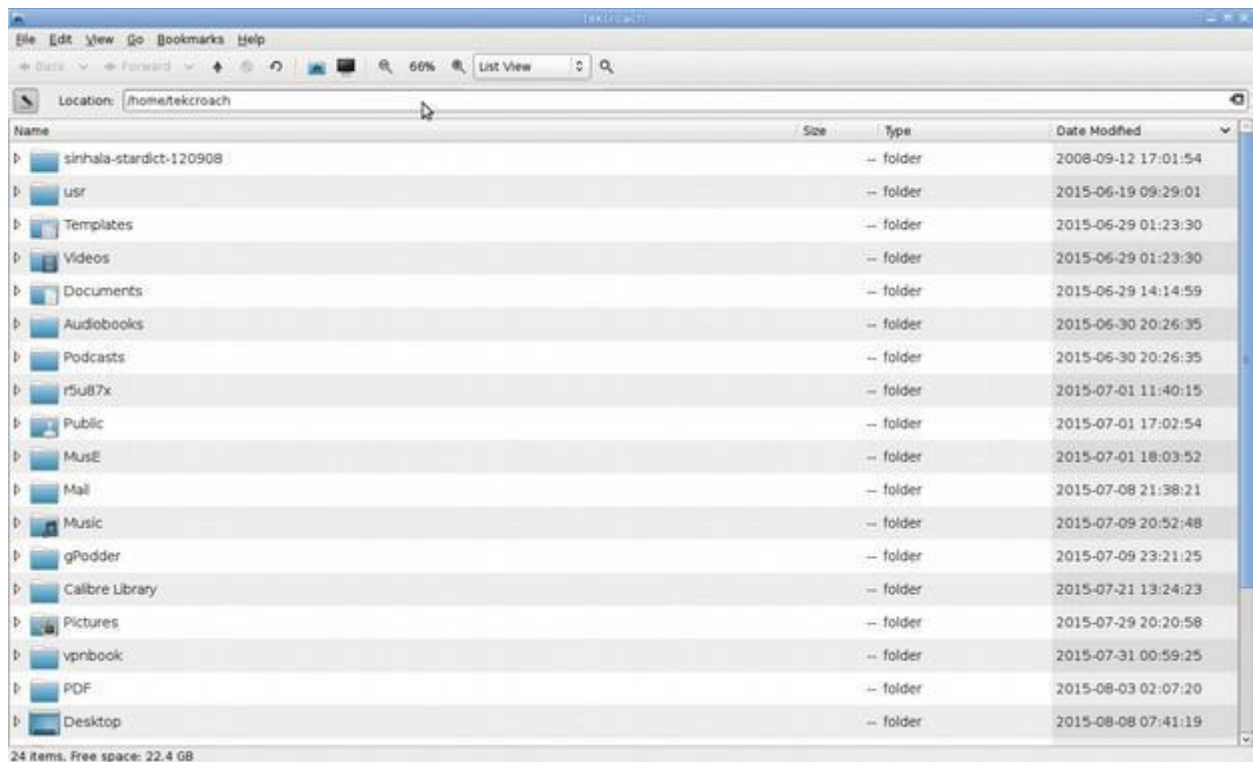 tekcroach
File Edit View Go Bookmarks Help
Back Forward 66% List View
Location: /home/tekcroach
Name Size Type Date Modified
sinhala-stardict-120908 -- folder 2008-09-12 17:01:54
usr -- folder 2015-06-19 09:29:01
Templates -- folder 2015-06-29 01:23:30
Videos -- folder 2015-06-29 01:23:30
Documents -- folder 2015-06-29 14:14:59
Audiobooks -- folder 2015-06-30 20:26:35
Podcasts -- folder 2015-06-30 20:26:35
r5u87x -- folder 2015-07-01 11:40:15
Public -- folder 2015-07-01 17:02:54
MusE -- folder 2015-07-01 18:03:52
Mail -- folder 2015-07-08 21:38:21
Music -- folder 2015-07-09 20:52:48
gPodder -- folder 2015-07-09 23:21:25
Calibre Library -- folder 2015-07-21 13:24:23
Pictures -- folder 2015-07-29 20:20:58
vpnbook -- folder 2015-07-31 00:59:25
PDF -- folder 2015-08-03 02:07:20
Desktop -- folder 2015-08-08 07:41:19
24 items, Free space: 22.4 GB